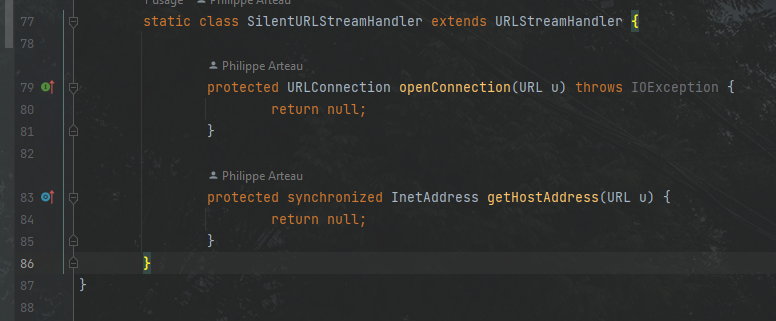 1 usage Philippe Arteau
77 static class SilentURLStreamHandler extends URLStreamHandler {
78
Philippe Arteau
79 protected URLConnection openConnection(URL u) throws IOException {
80 return null;
81 }
82
Philippe Arteau
83 protected synchronized InetAddress getHostAddress(URL u) {
84 return null;
85 }
86 }
87 }
88